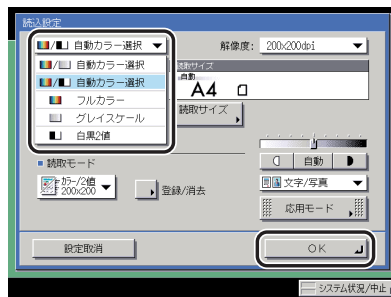 読込設定
自動カラー選択
解像度: 200x200dpi
自動カラー選択
自動カラー選択
フルカラー
グレイスケール
白黒2値
読取サイズ
自動
A4
読取サイズ
読取モード
カラー/2値
200x200
登録/消去
自動
文字/写真
応用モード
設定取消
OK
システム状況/中止